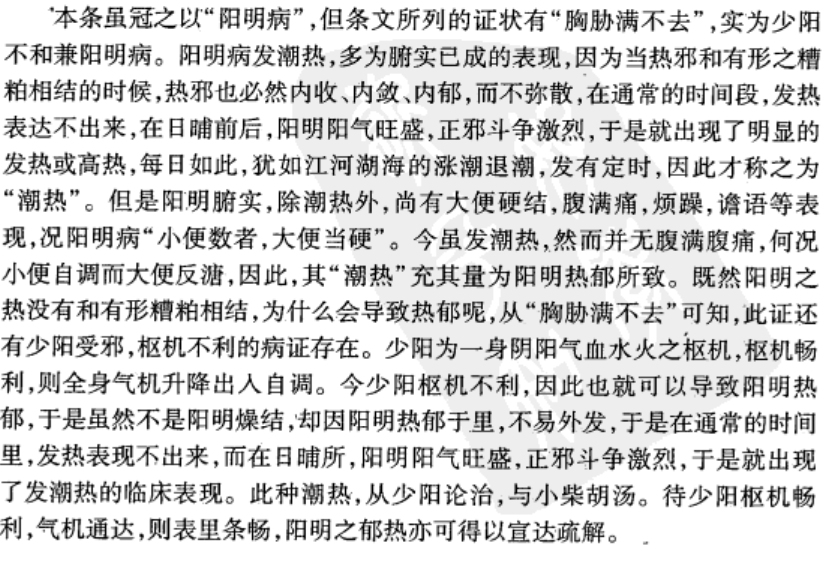 本条虽冠之以“阳明病”,但条文所列的证状有“胸胁满不去”,实为少阳
不和兼阳明病。阳明病发潮热,多为腑实已成的表现,因为当热邪和有形之糟
粕相结的时候,热邪也必然内收、内敛、内郁,而不弥散,在通常的时间段,发热
表达不出来,在日晡前后,阳明阳气旺盛,正邪斗争激烈,于是就出现了明显的
发热或高热,每日如此,犹如江河湖海的涨潮退潮,发有定时,因此才称之为
“潮热”。但是阳明腑实,除潮热外,尚有大便硬结,腹满痛,烦躁,谵语等表
现,况阳明病“小便数者,大便当硬”。今虽发潮热,然而并无腹满腹痛,何况
小便自调而大便反溏,因此,其“潮热”充其量为阳明热郁所致。既然阳明之
热没有和有形糟粕相结,为什么会导致热郁呢,从“胸胁满不去”可知,此证还
有少阳受邪,枢机不利的病证存在。少阳为一身阴阳气血水火之枢机,枢机畅
利,则全身气机升降出入自调。今少阳枢机不利,因此也就可以导致阳明热
郁,于是虽然不是阳明燥结,却因阳明热郁于里,不易外发,于是在通常的时间
里,发热表现不出来,而在日晡所,阳明阳气旺盛,正邪斗争激烈,于是就出现
了发潮热的临床表现。此种潮热,从少阳论治,与小柴胡汤。待少阳枢机畅
利,气机通达,则表里条畅,阳明之郁热亦可得以宣达疏解。